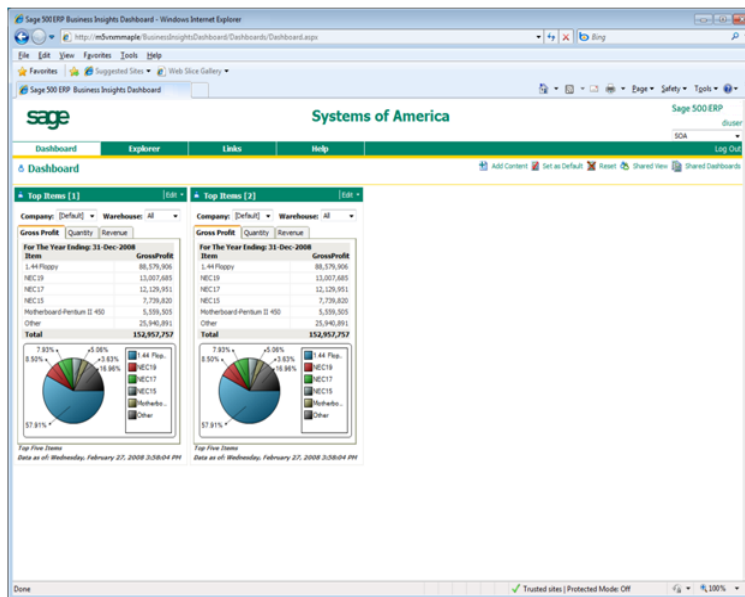 Sage 500 ERP Business Insights Dashboard - Windows Internet Explorer
http://m5vmmmaple/BusinessInsightsDashboard/Dashboards/Dashboard.aspx
Bing
File Edit View Favorites Tools Help
Favorites Suggested Sites Web Slice Gallery
Sage 500 ERP Business Insights Dashboard
Page Safety Tools
sage
Systems of America
Sage 500 ERP
diuser
SOA
Dashboard Explorer Links Help Log Out
Dashboard
Add Content Set as Default Reset Shared View Shared Dashboards
Top Items [1] Edit
Company: [Default] Warehouse: All
Gross Profit Quantity Revenue
For The Year Ending: 31-Dec-2008
Item GrossProfit
1.44 Floppy 88,579,906
NEC19 13,007,685
NEC17 12,129,951
NEC15 7,739,820
Motherboard-Pentium II 450 5,559,505
Other 25,940,891
Total 152,957,757
7.93% 5.06%
8.50% 3.63%
16.96%
57.91%
1.44 Flop..
NEC19
NEC17
NEC15
Motherbo...
Other
Top Five Items
Data as of: Wednesday, February 27, 2008 3:58:04 PM
Top Items [2] Edit
Company: [Default] Warehouse: All
Gross Profit Quantity Revenue
For The Year Ending: 31-Dec-2008
Item GrossProfit
1.44 Floppy 88,579,906
NEC19 13,007,685
NEC17 12,129,951
NEC15 7,739,820
Motherboard-Pentium II 450 5,559,505
Other 25,940,891
Total 152,957,757
7.93% 5.06%
8.50% 3.63%
16.96%
57.91%
1.44 Flop..
NEC19
NEC17
NEC15
Motherbo...
Other
Top Five Items
Data as of: Wednesday, February 27, 2008 3:58:04 PM
Done
Trusted sites | Protected Mode: Off
100%